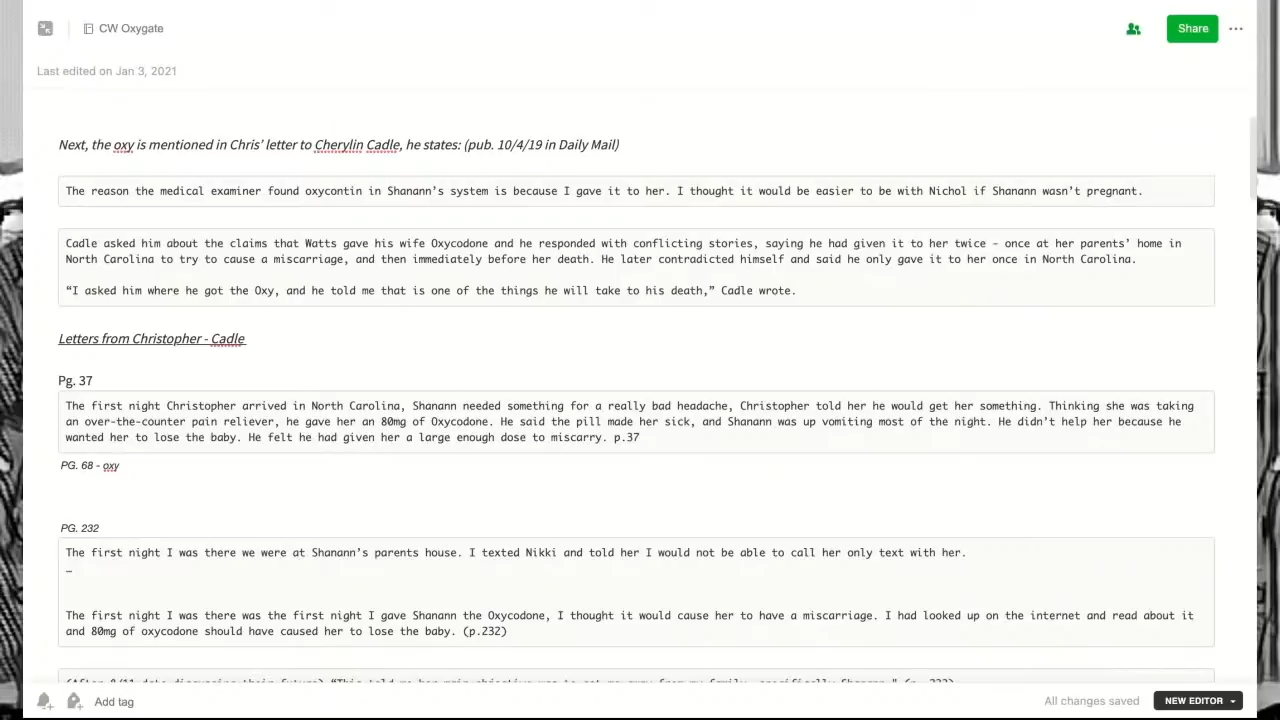 CW Oxygate
Share
Last edited on Jan 3, 2021
Next, the oxy is mentioned in Chris' letter to Cherylin Cadle, he states: (pub. 10/4/19 in Daily Mail)
The reason the medical examiner found oxycontin in Shanann's system is because I gave it to her. I thought it would be easier to be with Nichol if Shanann wasn't pregnant.
Cadle asked him about the claims that Watts gave his wife Oxycodone and he responded with conflicting stories, saying he had given it to her twice - once at her parents' home in
North Carolina to try to cause a miscarriage, and then immediately before her death. He later contradicted himself and said he only gave it to her once in North Carolina.
“I asked him where he got the Oxy, and he told me that is one of the things he will take to his death,” Cadle wrote.
Letters from Christopher - Cadle
Pg. 37
The first night Christopher arrived in North Carolina, Shanann needed something for a really bad headache, Christopher told her he would get her something. Thinking she was taking
an over-the-counter pain reliever, he gave her an 80mg of Oxycodone. He said the pill made her sick, and Shanann was up vomiting most of the night. He didn't help her because he
wanted her to lose the baby. He felt he had given her a large enough dose to miscarry. p.37
PG. 68 - oxy
PG. 232
The first night I was there we were at Shanann's parents house. I texted Nikki and told her I would not be able to call her only text with her.
–
The first night I was there was the first night I gave Shanann the Oxycodone, I thought it would cause her to have a miscarriage. I had looked up on the internet and read about it
and 80mg of oxycodone should have caused her to lose the baby. (p.232)
Add tag
All changes saved
NEW EDITOR